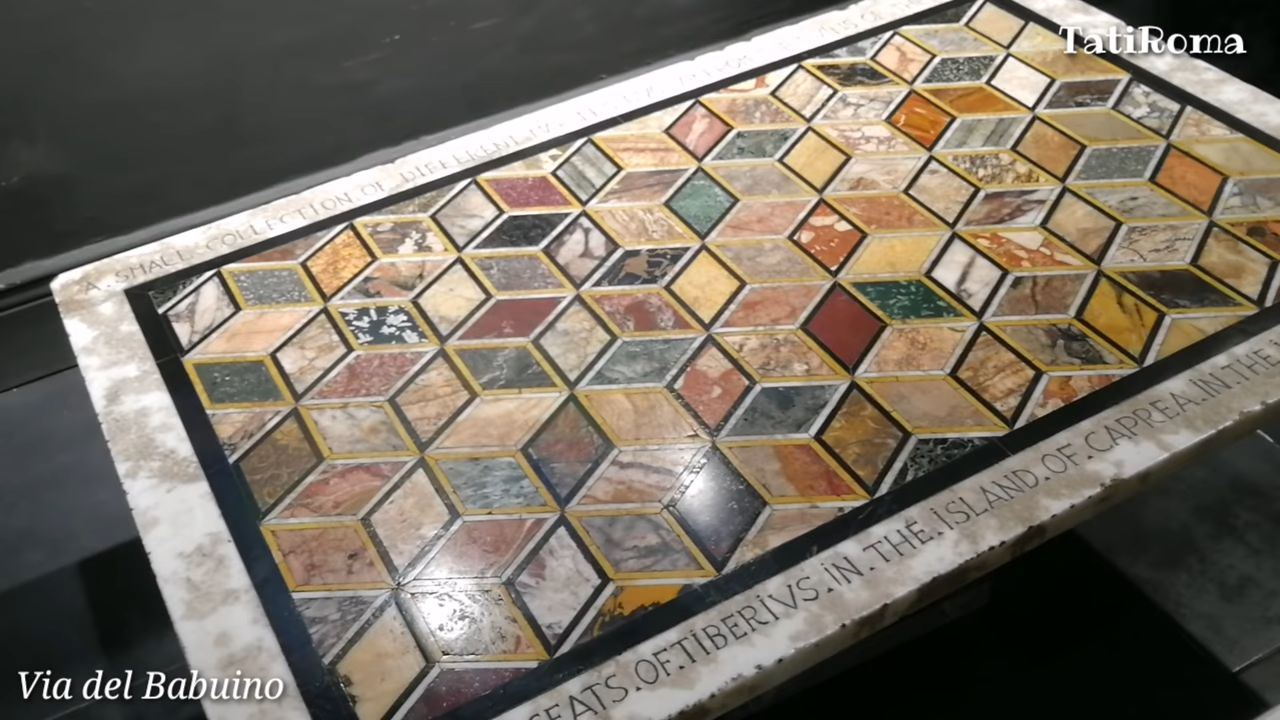 TatiRoma
A.SMALL.COLLECTION.OF.DIFFERENT
SEATS.OF.TIBERIVS.IN.THE.ISLAND.OF.CAPREA.IN.THE
Via del Babuino